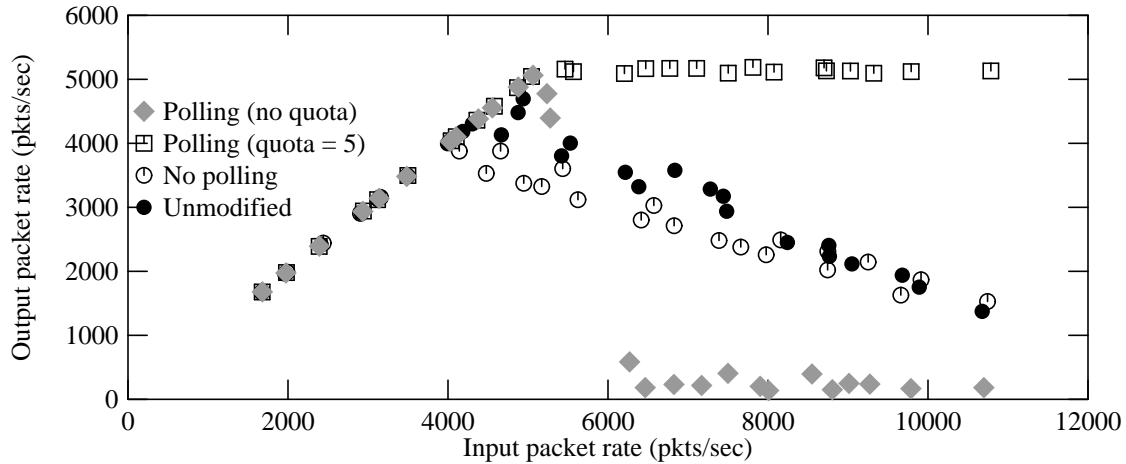 6000
5000
4000
3000
2000
1000
0
Output packet rate (pkts/sec)
Polling (no quota)
Polling (quota = 5)
No polling
Unmodified
0 2000 4000 6000 8000 10000 12000
Input packet rate (pkts/sec)